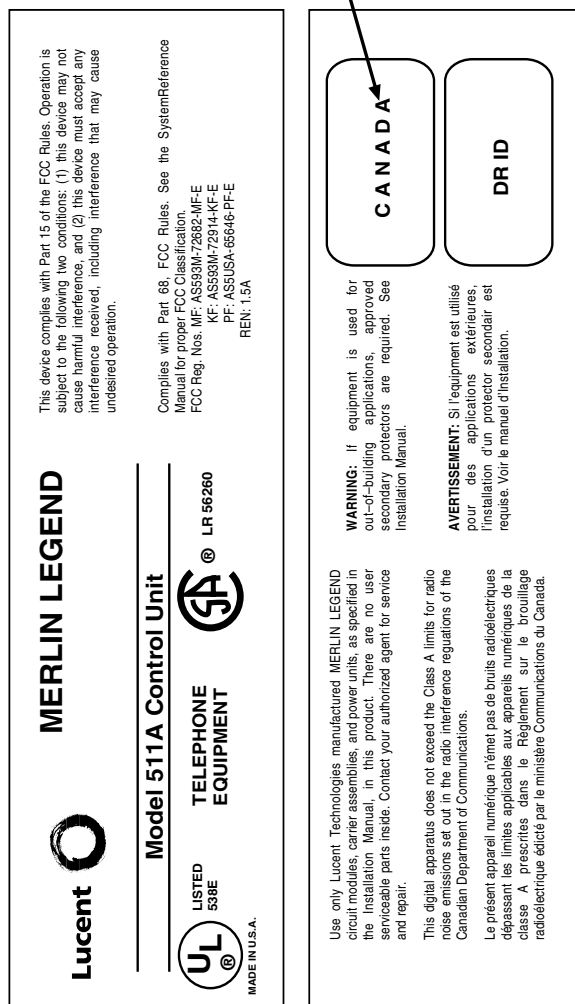 Lucent
MERLIN LEGEND
Model 511A Control Unit
UL
®
LISTED
538E
TELEPHONE
EQUIPMENT
SA ® LR 56260
MADE IN U.S.A.
This device complies with Part 15 of the FCC Rules. Operation is
subject to the following two conditions: (1) this device may not
cause harmful interference, and (2) this device must accept any
interference received, including interference that may cause
undesired operation.
Complies with Part 68, FCC Rules. See the SystemReference
Manual for proper FCC Classification.
FCC Reg. Nos. MF: AS593M-72682-MF-E
KF: AS593M-72914-KF-E
PF: AS5USA-65646-PF-E
REN: 1.5A
Use only Lucent Technologies manufactured MERLIN LEGEND
circuit modules, carrier assemblies, and power units, as specified in
the Installation Manual, in this product. There are no user
serviceable parts inside. Contact your authorized agent for service
and repair.
This digital apparatus does not exceed the Class A limits for radio
noise emissions set out in the radio interference reguations of the
Canadian Department of Communications.
Le présent appareil numérique n'émet pas de bruits radioélectriques
dépassant les limites applicables aux appareils numériques de la
classe A prescrites dans le Règlement sur le brouillage
radioélectrique édicté par le ministère Communications du Canada.
WARNING: If equipment is used for
out–of–building applications, approved
secondary protectors are required. See
Installation Manual.
AVERTISSEMENT: Si l'equipment est utilisé
pour des applications extérieures,
l'installation d'un protector secondair est
requise. Voir le manuel d'Installation.
CANADA
DR ID